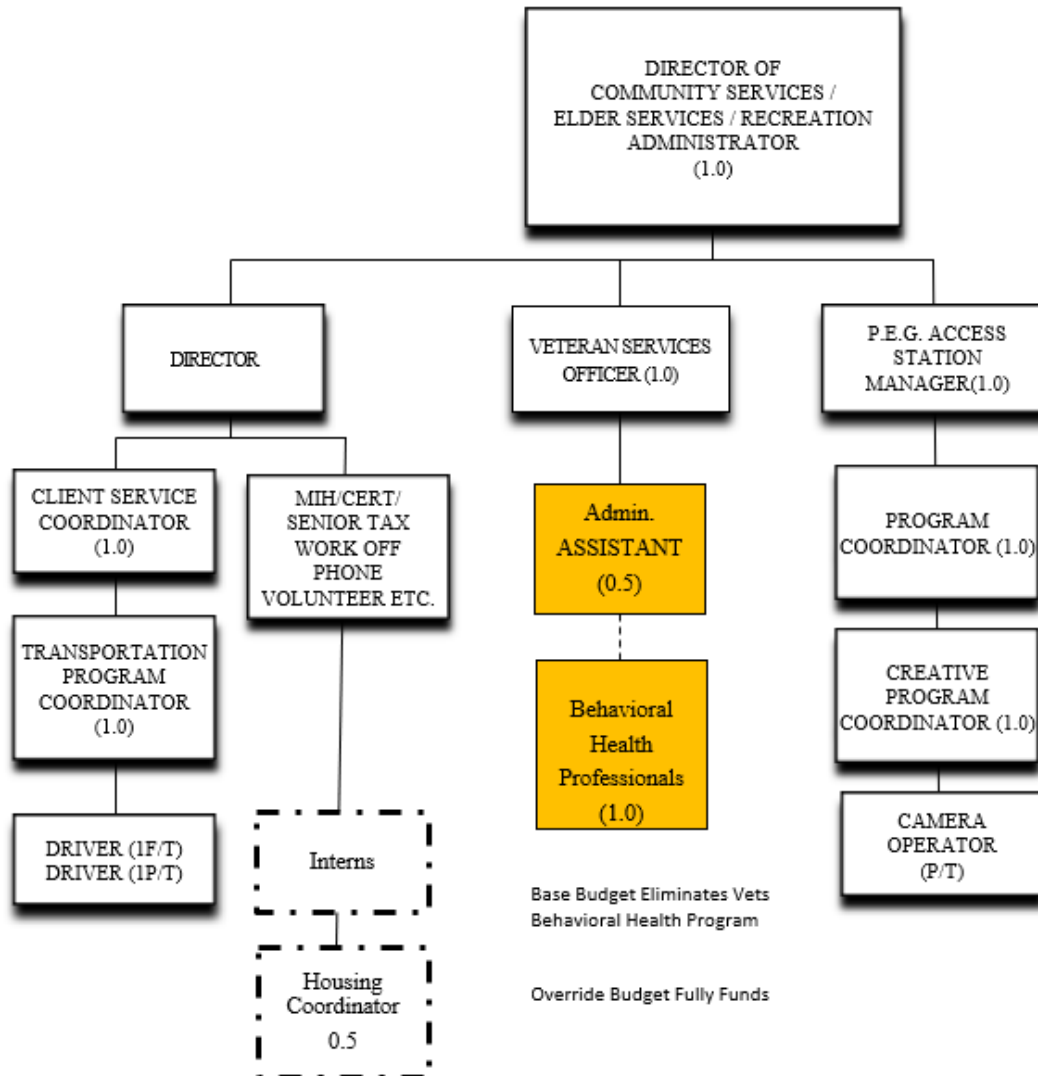 DIRECTOR OF
COMMUNITY SERVICES /
ELDER SERVICES / RECREATION
ADMINISTRATOR
(1.0)
DIRECTOR
VETERAN SERVICES
OFFICER (1.0)
P.E.G. ACCESS
STATION
MANAGER(1.0)
CLIENT SERVICE
COORDINATOR
(1.0)
MIH/CERT/
SENIOR TAX
WORK OFF
PHONE
VOLUNTEER ETC.
Admin.
ASSISTANT
(0.5)
PROGRAM
COORDINATOR (1.0)
TRANSPORTATION
PROGRAM
COORDINATOR
(1.0)
Behavioral
Health
Professionals
(1.0)
CREATIVE
PROGRAM
COORDINATOR (1.0)
DRIVER (1F/T)
DRIVER (1P/T)
Interns
CAMERA
OPERATOR
(P/T)
Base Budget Eliminates Vets
Behavioral Health Program
Housing
Coordinator
0.5
Override Budget Fully Funds